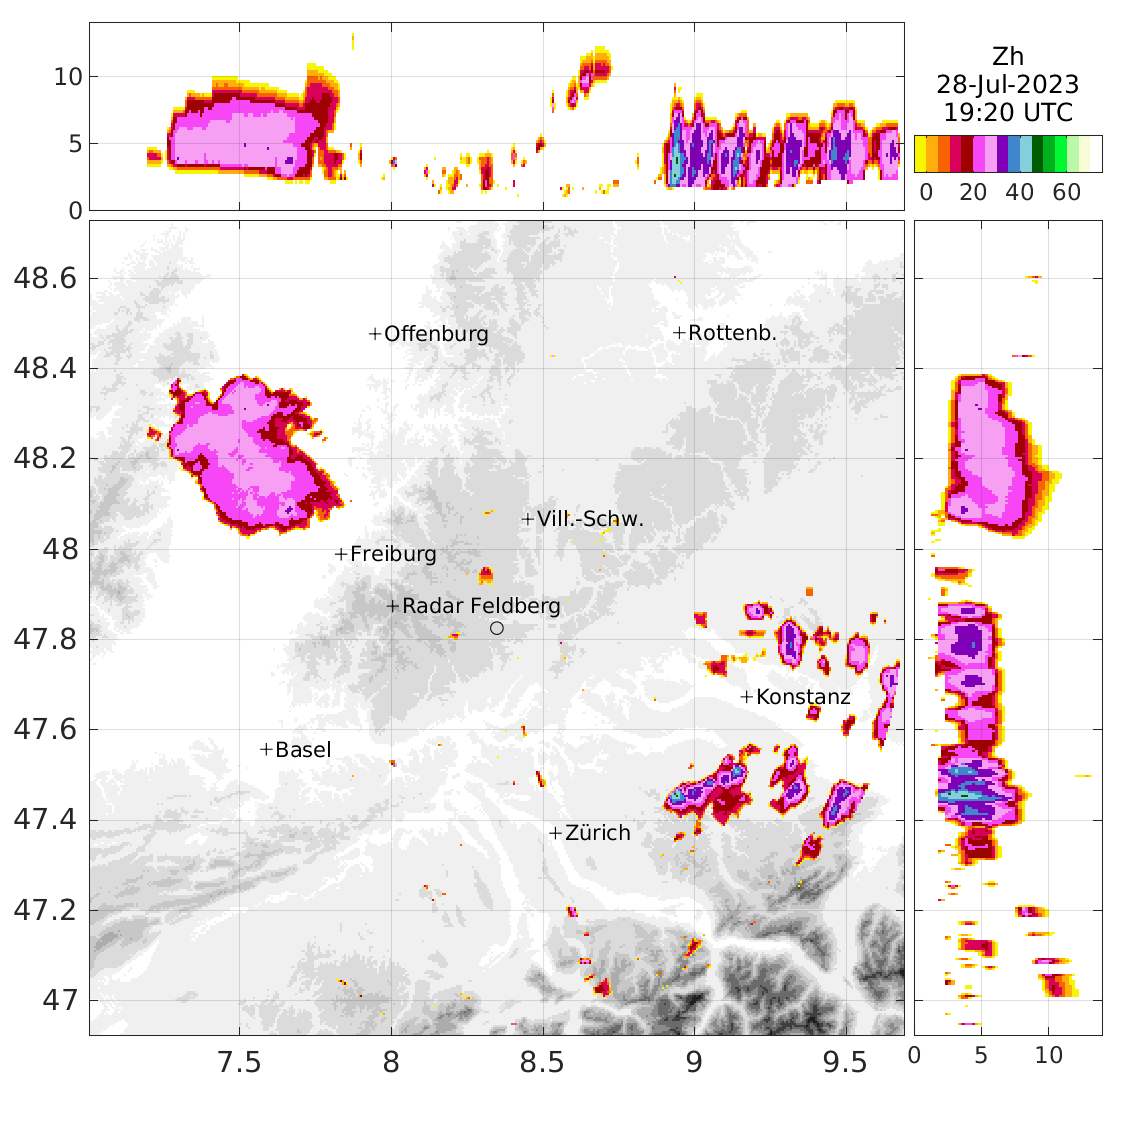 Zh
28-Jul-2023
19:20 UTC
10
5
0
0 20 40 60
48.6
48.4
48.2
48
47.8
47.6
47.4
47.2
47
+Offenburg
+Rottenb.
+Vill.-Schw.
+Freiburg
+Radar Feldberg
+Konstanz
+Basel
+Zürich
7.5 8 8.5 9 9.5
0 5 10